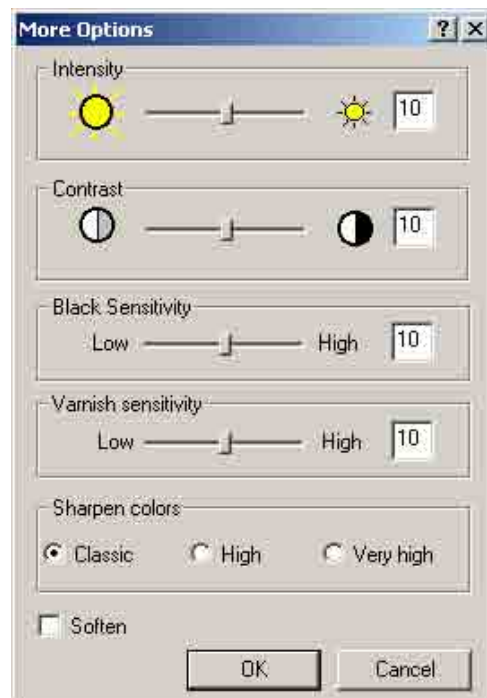 More Options
Intensity
10
Contrast
10
Black Sensitivity
Low High 10
Varnish sensitivity
Low High 10
Sharpen colors
Classic High Very high
Soften
OK Cancel